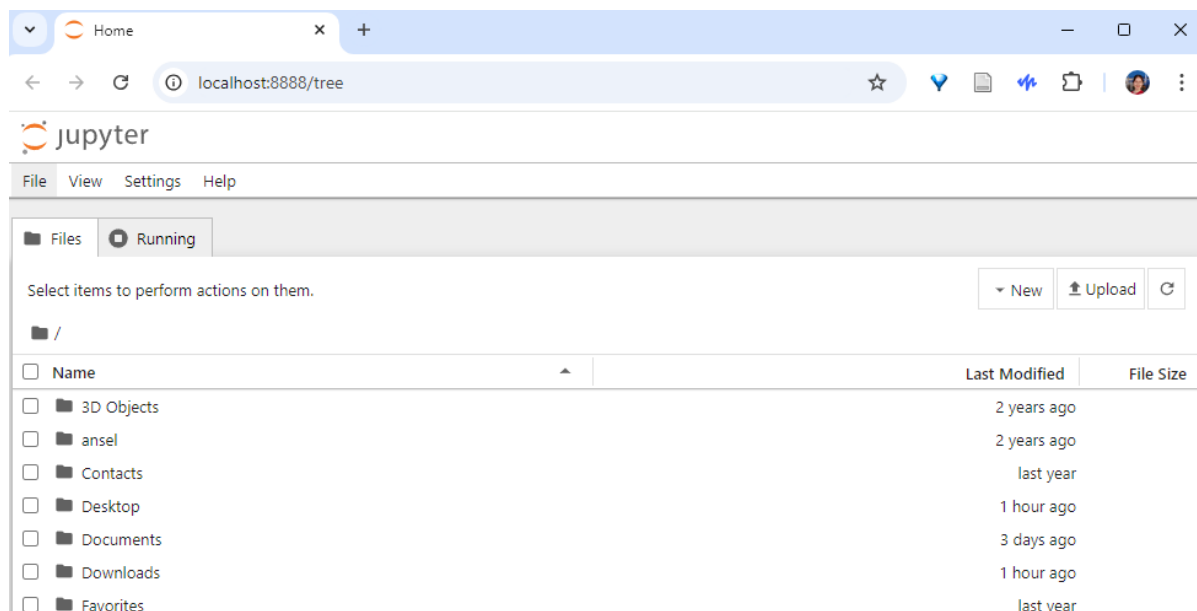 Home
localhost:8888/tree
jupyter
File View Settings Help
Files Running
Select items to perform actions on them. New Upload
/
Name Last Modified File Size
3D Objects 2 years ago
ansel 2 years ago
Contacts last year
Desktop 1 hour ago
Documents 3 days ago
Downloads 1 hour ago
Favorites last year